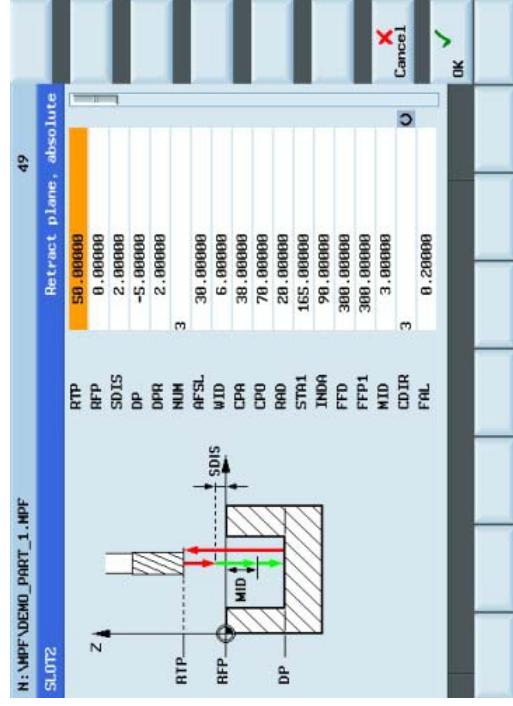 N:\MPF\DEMO_PART_1.MPF 49
SLOT2 Retract plane, absolute
Z
RTP
RFP
DP
MID
SDIS
RTP 50.00000
RFP 0.00000
SDIS 2.00000
DP -5.00000
DPR 2.00000
NUM 3
AFSL 30.00000
WID 6.00000
CPA 38.00000
CPO 70.00000
RAD 20.00000
STA1 165.00000
INDA 90.00000
FFD 300.00000
FFP1 300.00000
MID 3.00000
CDIR 3
FAL 0.20000
Cancel
OK